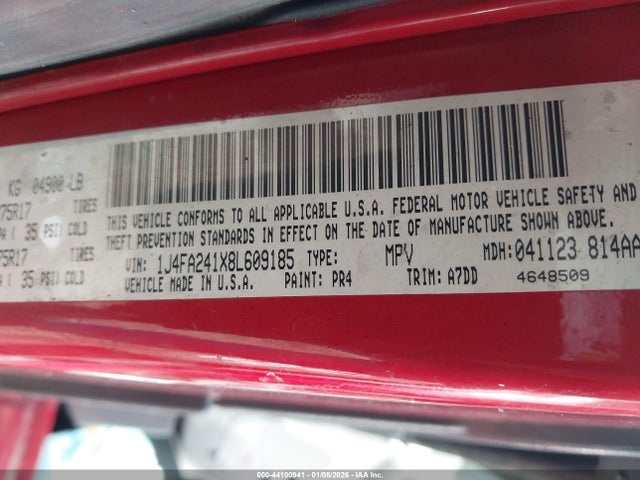 KG 04900 LB
75R17 TIRES
PA ( 35 PSI) COLD
75R17 TIRES
PA ( 35 PSI) COLD
THIS VEHICLE CONFORMS TO ALL APPLICABLE U.S.A. FEDERAL MOTOR VEHICLE SAFETY AND
THEFT PREVENTION STANDARDS IN EFFECT ON THE DATE OF MANUFACTURE SHOWN ABOVE.
VIN: 1J4FA241X8L609185 TYPE: MPV MDH:041123 814AA
VEHICLE MADE IN U.S.A. PAINT: PR4 TRIM: A7DD 4648509
000-44100941 - 01/08/2026 - IAA Inc.